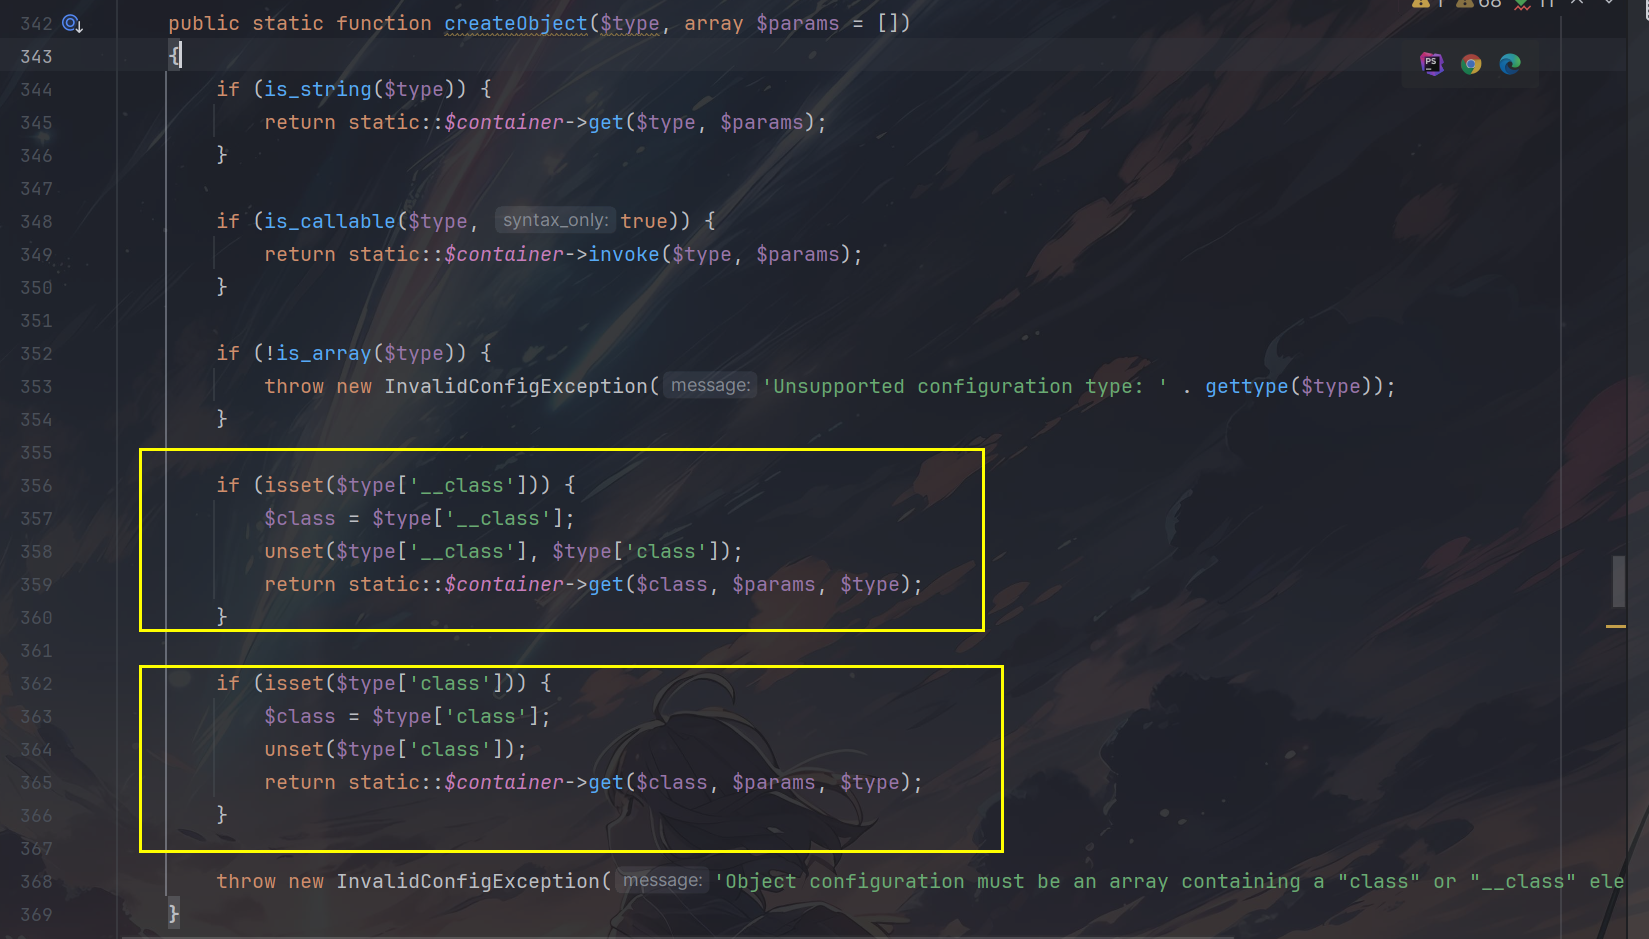 68 11
342 public static function createObject($type, array $params = [])
343 {
344 if (is_string($type)) {
345 return static::$container->get($type, $params);
346 }
347
348 if (is_callable($type, syntax_only: true)) {
349 return static::$container->invoke($type, $params);
350 }
351
352 if (!is_array($type)) {
353 throw new InvalidConfigException( message: 'Unsupported configuration type: ' . gettype($type));
354 }
355
356 if (isset($type['__class'])) {
357 $class = $type['__class'];
358 unset($type['__class'], $type['class']);
359 return static::$container->get($class, $params, $type);
360 }
361
362 if (isset($type['class'])) {
363 $class = $type['class'];
364 unset($type['class']);
365 return static::$container->get($class, $params, $type);
366 }
367
368 throw new InvalidConfigException( message: 'Object configuration must be an array containing a "class" or "__class" ele
369 }
PS